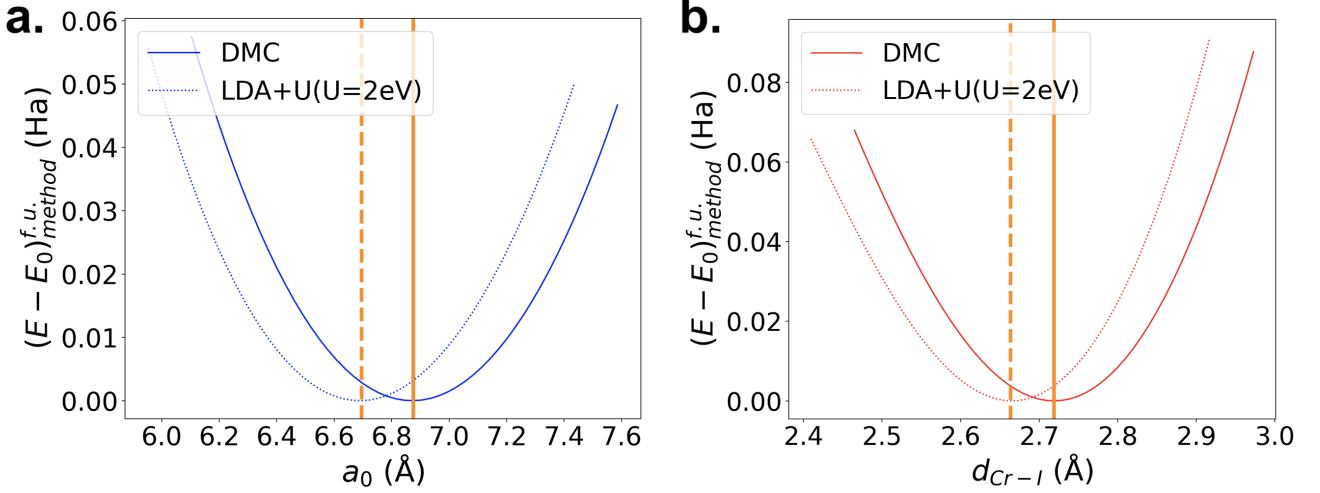 a.
DMC
LDA+U(U=2eV)
(E − E₀)^{f.u.}_{method} (Ha)
0.06
0.05
0.04
0.03
0.02
0.01
0.00
6.0 6.2 6.4 6.6 6.8 7.0 7.2 7.4 7.6
a₀ (Å)
b.
DMC
LDA+U(U=2eV)
(E − E₀)^{f.u.}_{method} (Ha)
0.08
0.06
0.04
0.02
0.00
2.4 2.5 2.6 2.7 2.8 2.9 3.0
d_{Cr−I} (Å)